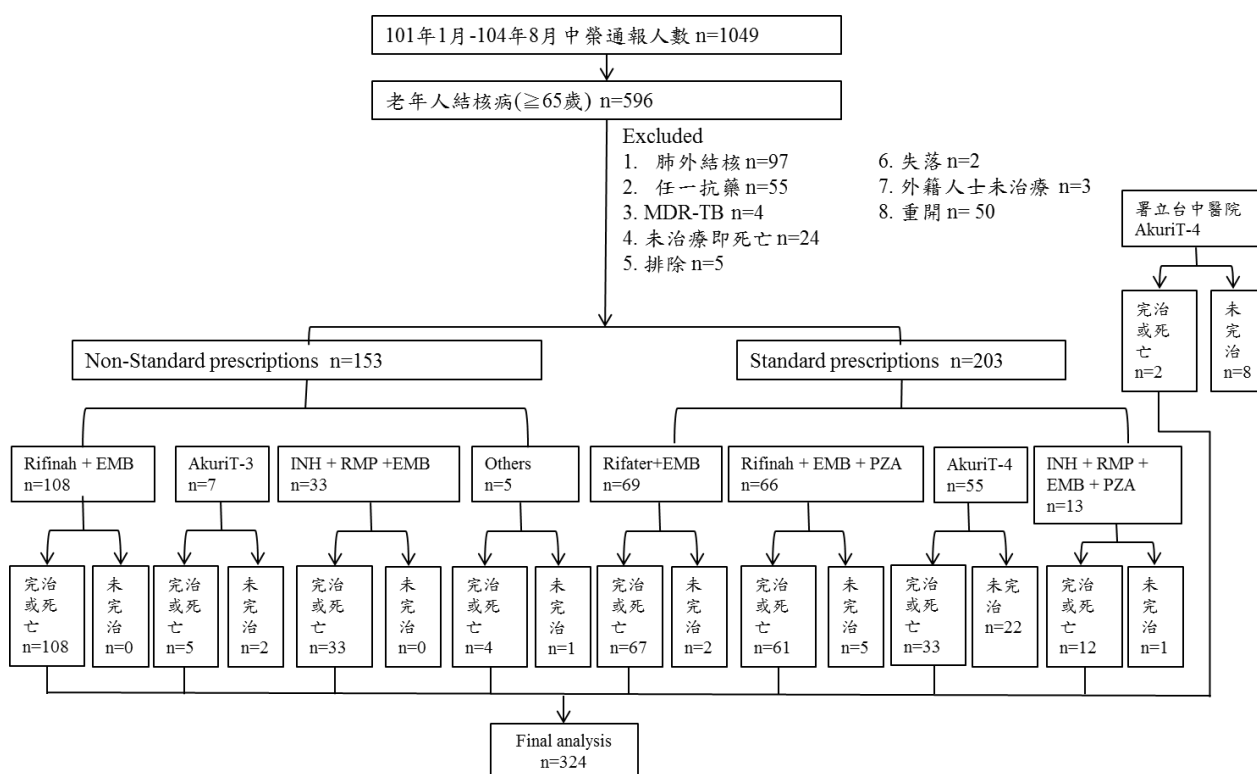 101年1月-104年8月中榮通報人數 n=1049
老年人結核病(≧65歲) n=596
Excluded
1. 肺外結核 n=97
2. 任一抗藥 n=55
3. MDR-TB n=4
4. 未治療即死亡 n=24
5. 排除 n=5
6. 失落 n=2
7. 外籍人士未治療 n=3
8. 重開 n= 50
署立台中醫院
AkuriT-4
完治
或死
亡
n=2
未
完
治
n=8
Non-Standard prescriptions n=153
Standard prescriptions n=203
Rifinah + EMB
n=108
AkuriT-3
n=7
INH + RMP +EMB
n=33
Others
n=5
Rifater+EMB
n=69
Rifinah + EMB + PZA
n=66
AkuriT-4
n=55
INH + RMP +
EMB + PZA
n=13
完治
或死
亡
n=108
未
完
治
n=0
完治
或死
亡
n=5
未
完
治
n=2
完治
或死
亡
n=33
未
完
治
n=0
完治
或死
亡
n=4
未
完
治
n=1
完治
或死
亡
n=67
未
完
治
n=2
完治
或死
亡
n=61
未
完
治
n=5
完治
或死
亡
n=33
未完
治
n=22
完治
或死
亡
n=12
未
完
治
n=1
Final analysis
n=324